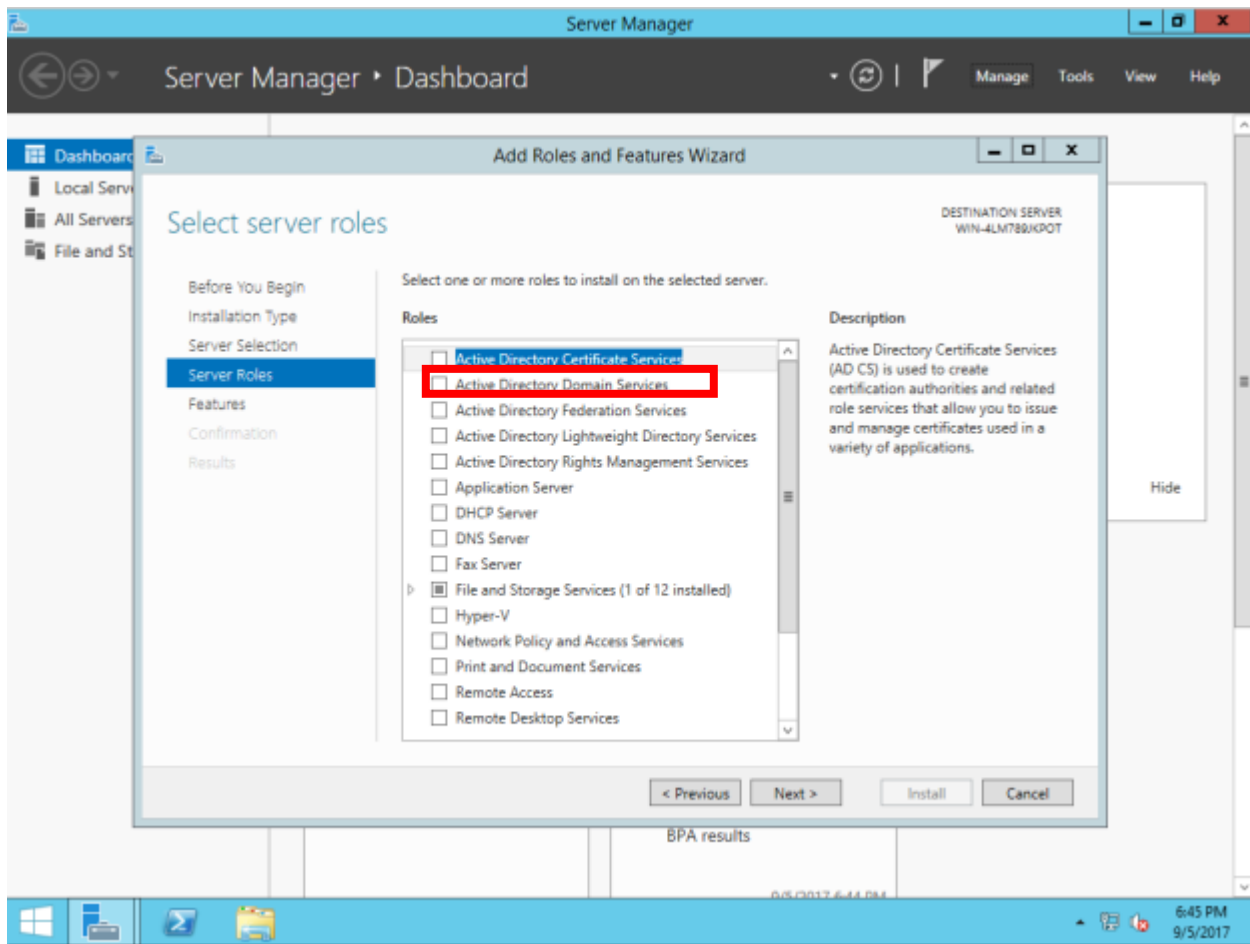 Server Manager
Server Manager • Dashboard
Manage Tools View Help
Dashboard
Local Serv
All Servers
File and St
Add Roles and Features Wizard
Select server roles
DESTINATION SERVER
WIN-4LM789JKPOT
Before You Begin
Installation Type
Server Selection
Server Roles
Features
Confirmation
Results
Select one or more roles to install on the selected server.
Roles
Active Directory Certificate Services
Active Directory Domain Services
Active Directory Federation Services
Active Directory Lightweight Directory Services
Active Directory Rights Management Services
Application Server
DHCP Server
DNS Server
Fax Server
File and Storage Services (1 of 12 installed)
Hyper-V
Network Policy and Access Services
Print and Document Services
Remote Access
Remote Desktop Services
Description
Active Directory Certificate Services
(AD CS) is used to create
certification authorities and related
role services that allow you to issue
and manage certificates used in a
variety of applications.
Hide
< Previous
Next >
Install
Cancel
BPA results
9/5/2017 6:44 PM
6:45 PM
9/5/2017